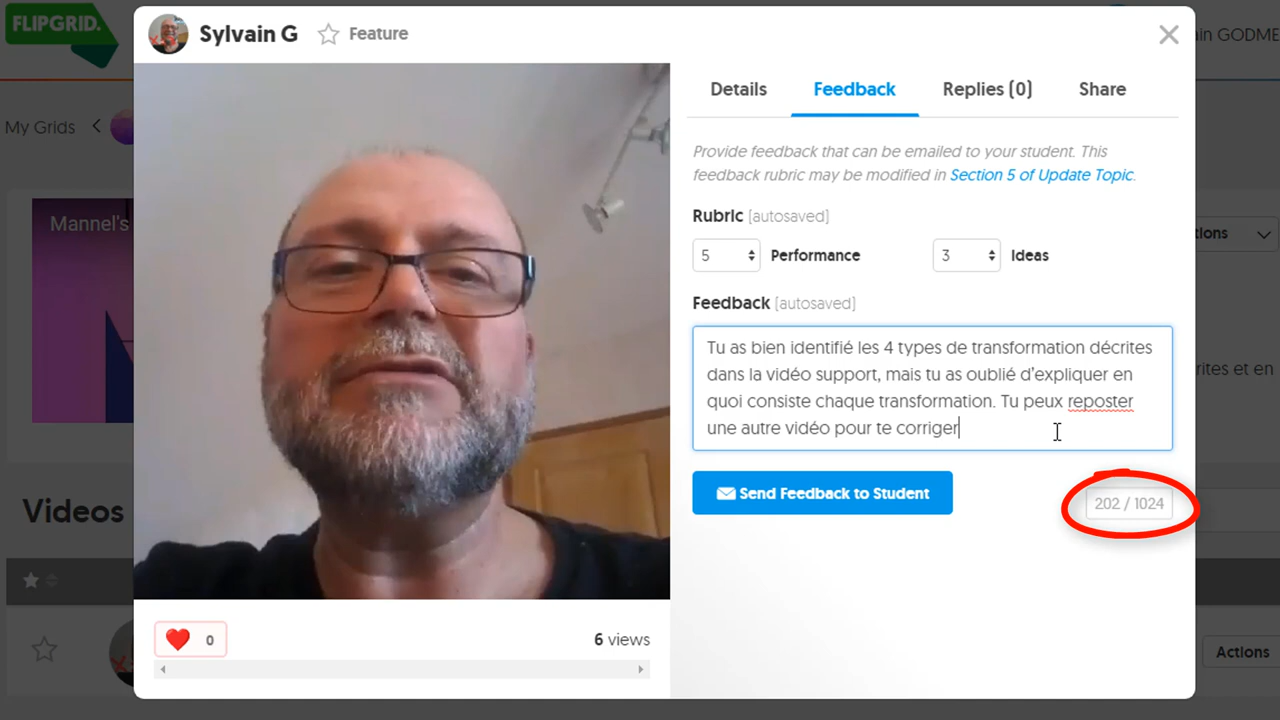 FLIPGRID.
Sylvain G
Feature
ain GODME
My Grids
Details
Feedback
Replies (0)
Share
Provide feedback that can be emailed to your student. This
feedback rubric may be modified in Section 5 of Update Topic.
Mannel's
Rubric [autosaved]
tions
5
Performance
3
Ideas
Feedback [autosaved]
Tu as bien identifié les 4 types de transformation décrites
dans la vidéo support, mais tu as oublié d'expliquer en
quoi consiste chaque transformation. Tu peux reposter
une autre vidéo pour te corriger
rites et en
Send Feedback to Student
202 / 1024
Videos
0
6 views
Actions